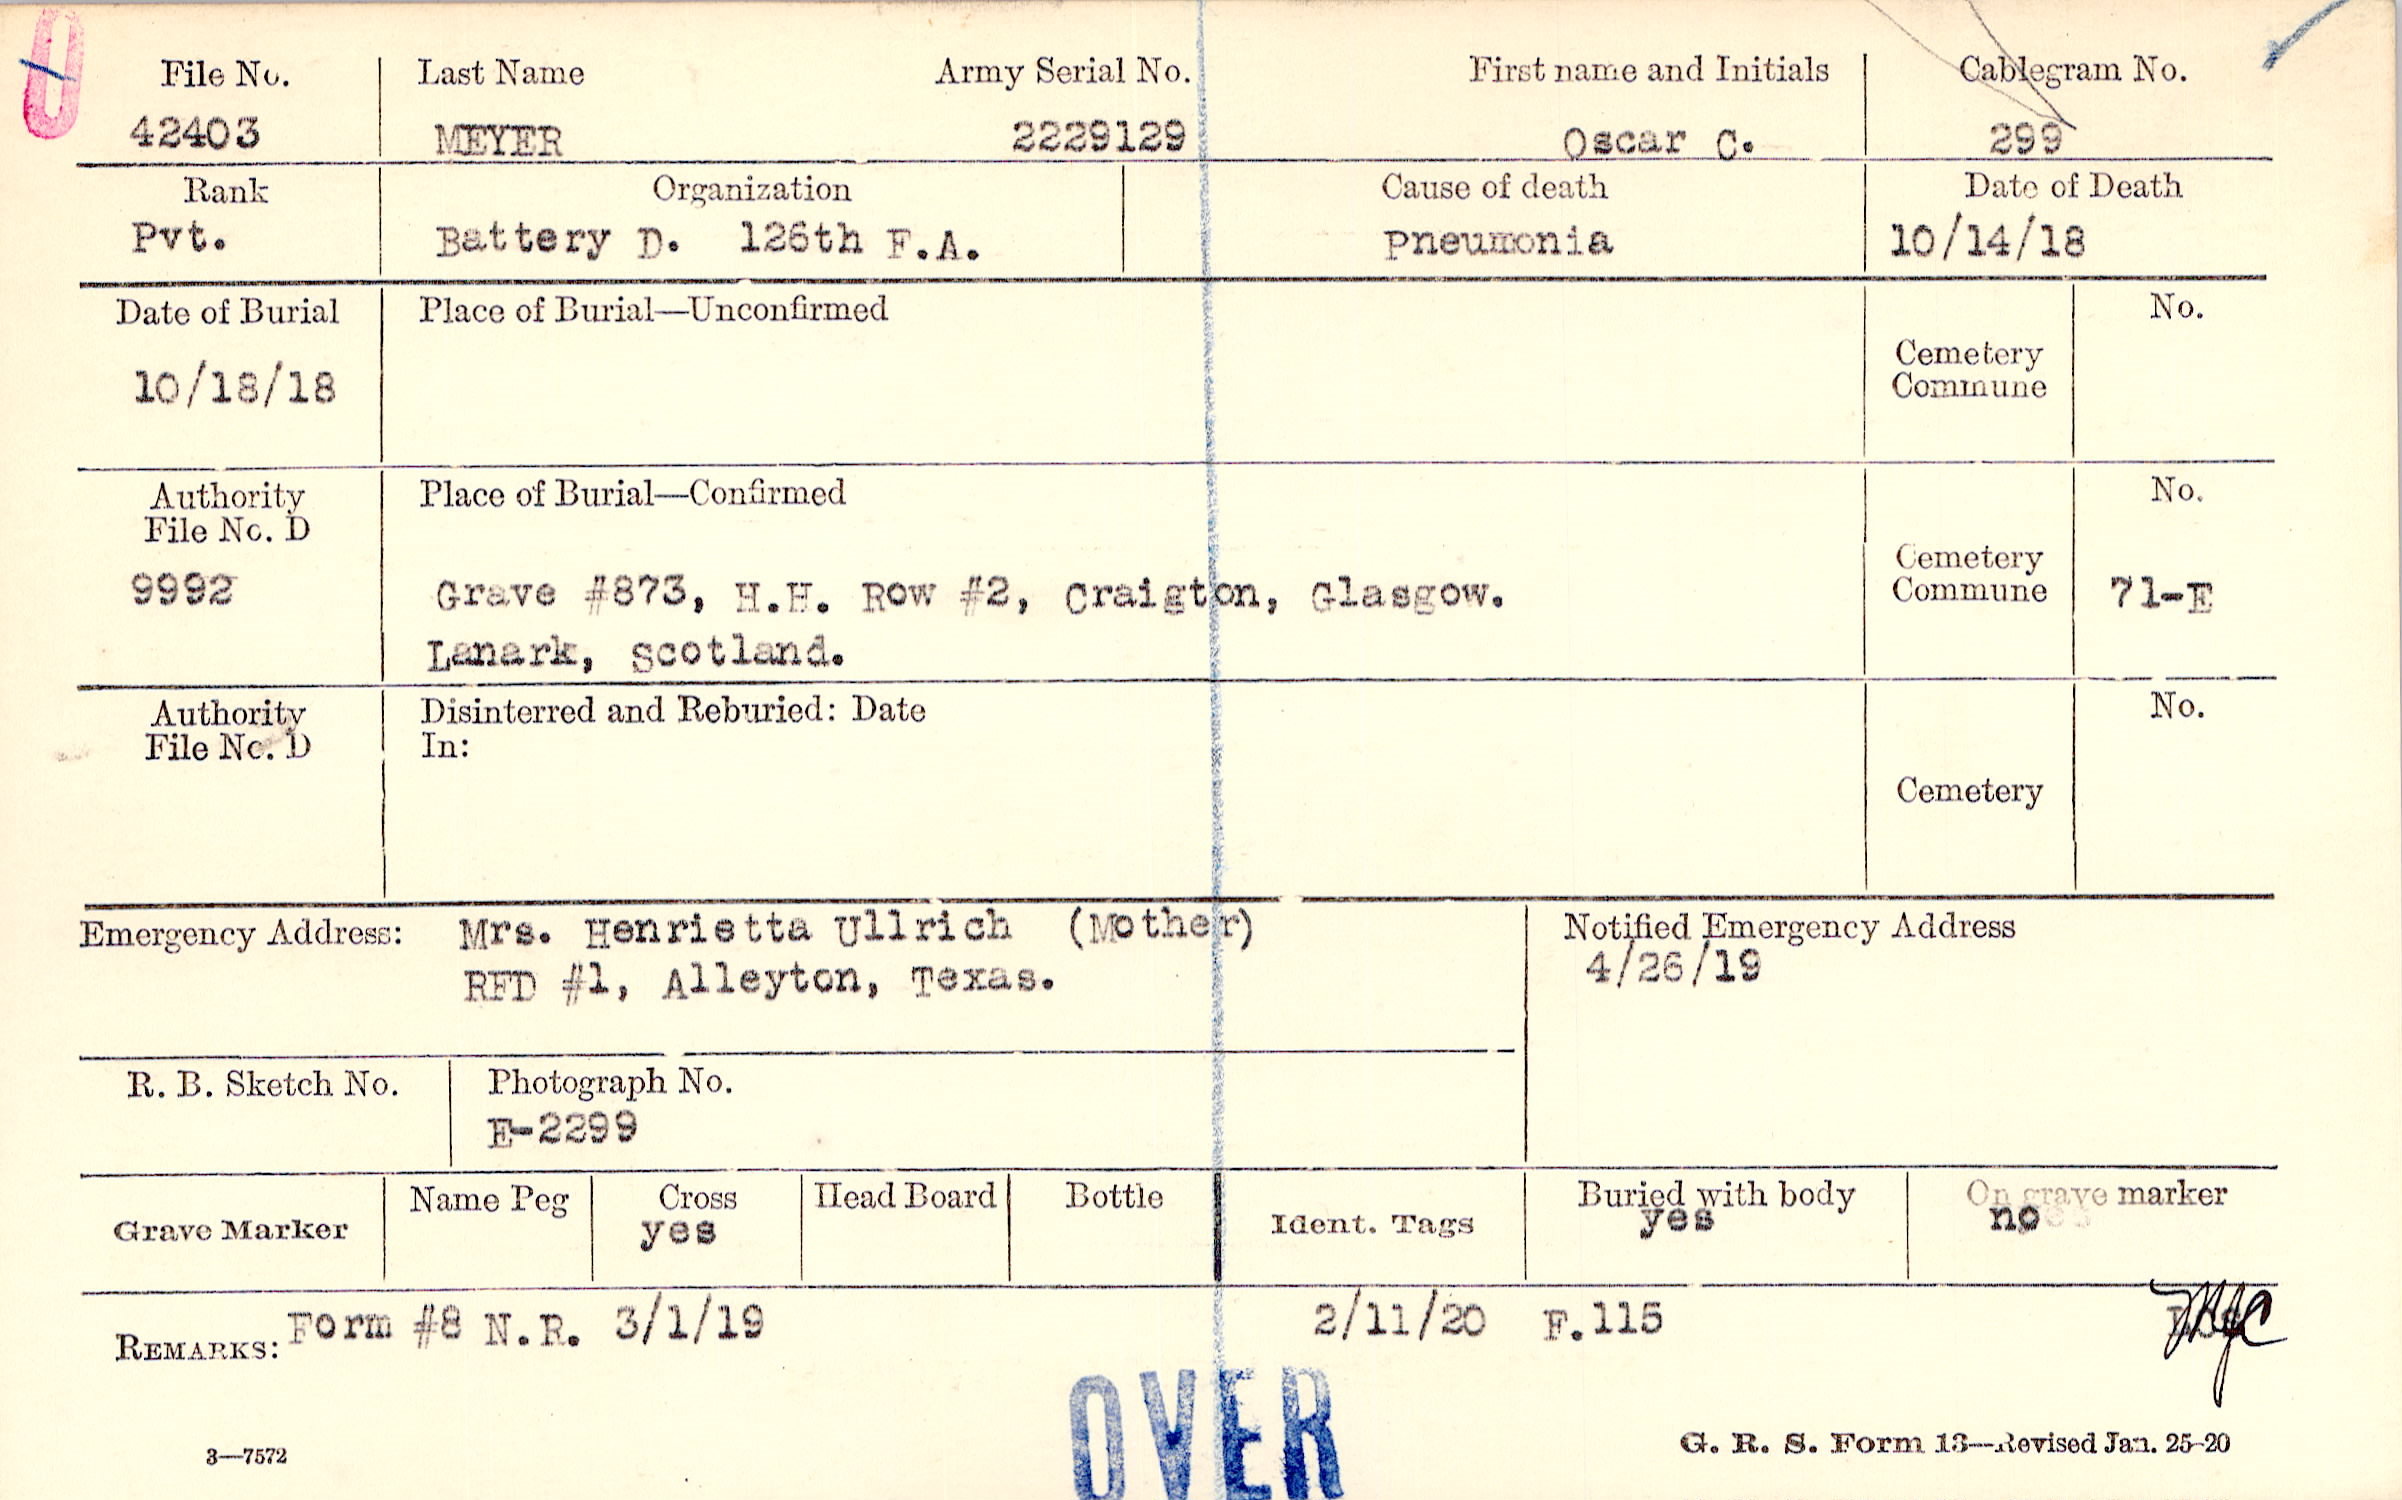 File No. Last Name Army Serial No. First name and Initials Cablegram No.
42403 MEYER 2229129 Oscar C. 299
Rank Organization Cause of death Date of Death
Pvt. Battery D. 126th F.A. Pneumonia 10/14/18
Date of Burial Place of Burial—Unconfirmed No.
10/18/18 Cemetery
Commune
Authority Place of Burial—Confirmed No.
File No. D
9992 Grave #873, H.H. Row #2, Craigton, Glasgow. Cemetery
Commune 71-E
Lanark, Scotland.
Authority Disinterred and Reburied: Date No.
File No. D In:
Cemetery
Emergency Address: Mrs. Henrietta Ullrich (Mother) Notified Emergency Address
RFD #1, Alleyton, Texas. 4/26/19
R. B. Sketch No. Photograph No.
E-2299
Grave Marker Name Peg Cross Head Board Bottle Ident. Tags Buried with body On grave marker
yes yes no
REMARKS: Form #8 N.R. 3/1/19 2/11/20 F.115
OVER
3—7572 G. R. S. Form 13—Revised Jan. 25-20